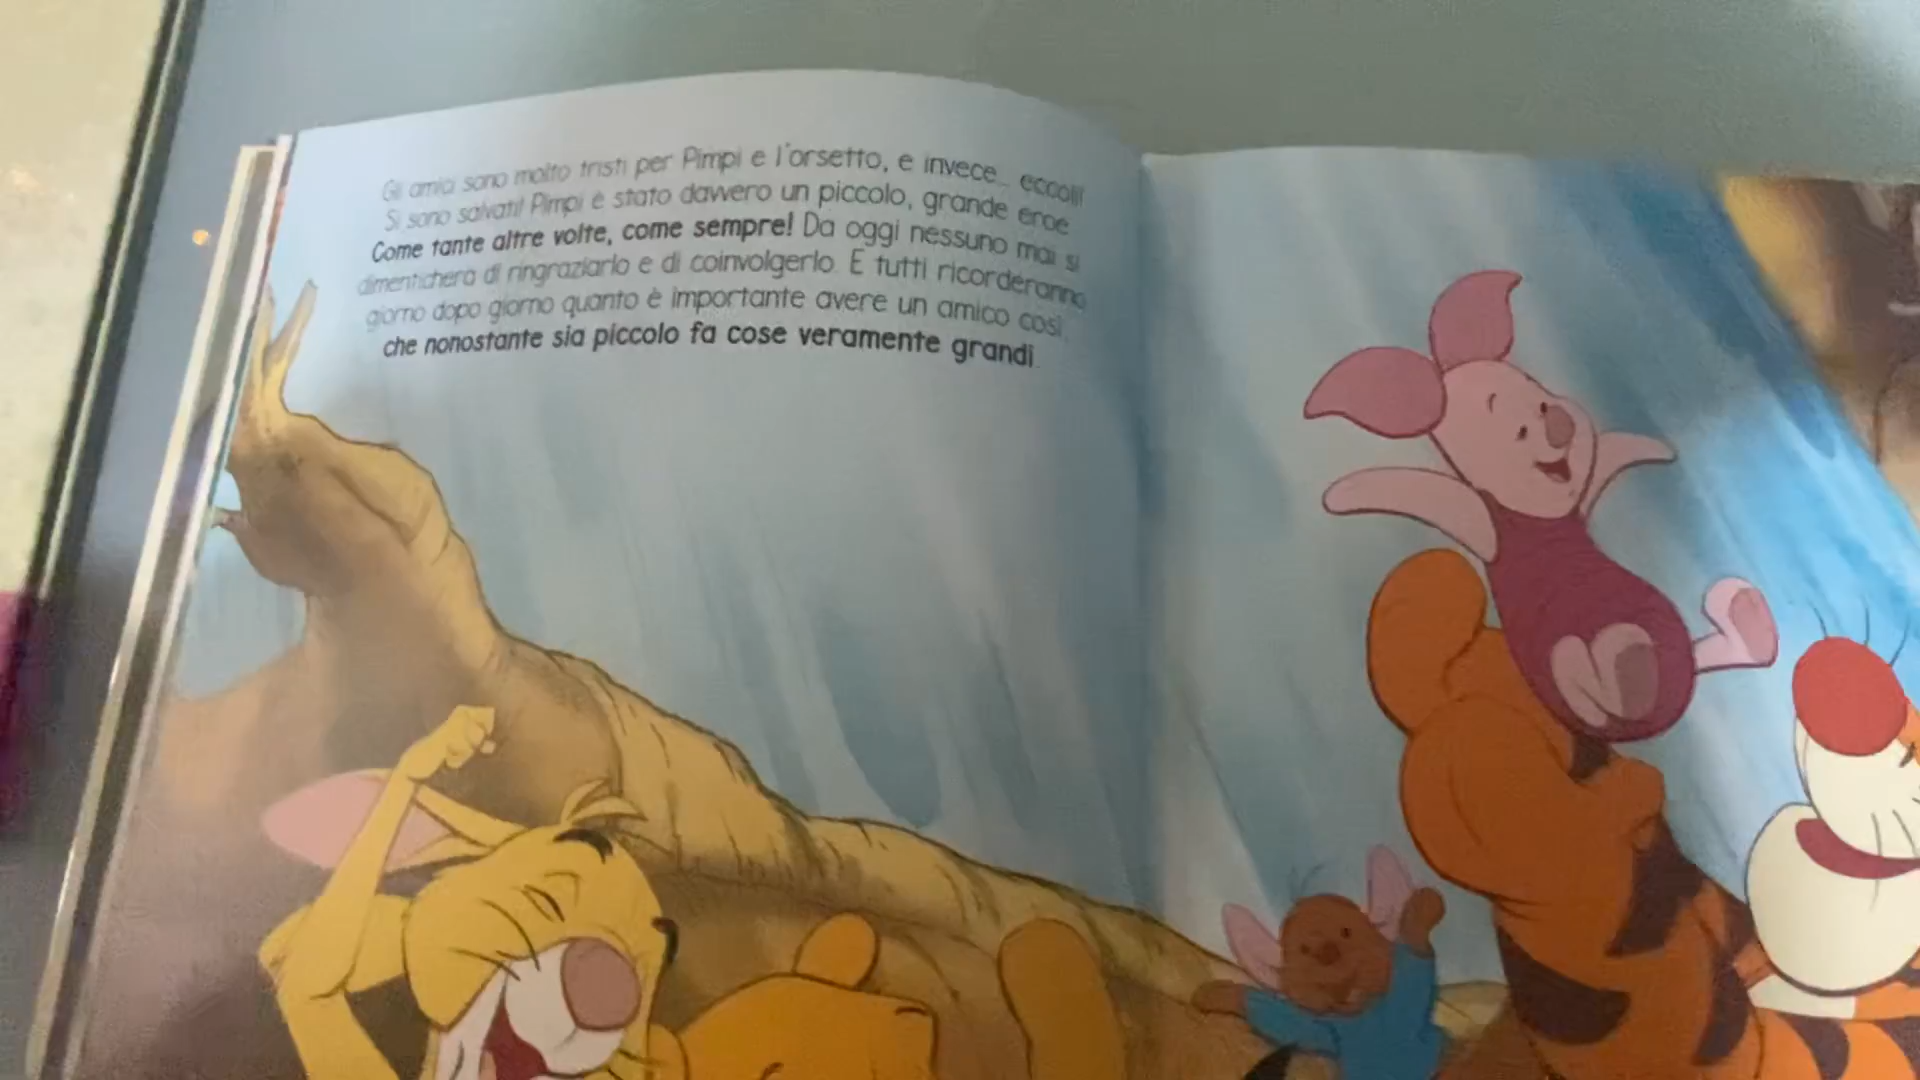 Gli amici sono molto tristi per Pimpi e l'orsetto, e invece... eccoli!
Si sono salvati! Pimpi è stato davvero un piccolo, grande eroe.
Come tante altre volte, come sempre! Da oggi nessuno mai si
dimenticherà di ringraziarlo e di coinvolgerlo. E tutti ricorderanno
giorno dopo giorno quanto è importante avere un amico così,
che nonostante sia piccolo fa cose veramente grandi.